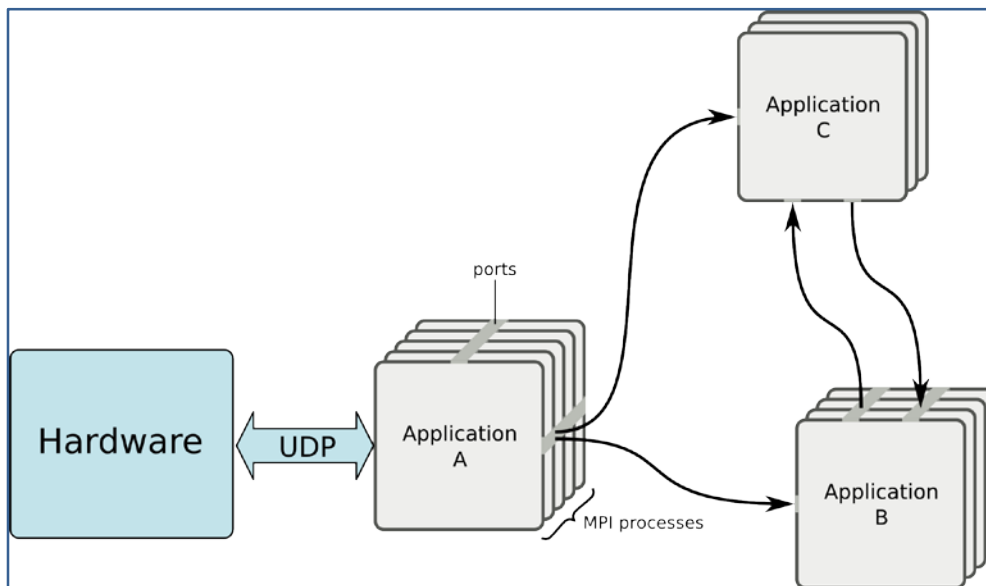 Application
C
ports
Hardware
UDP
Application
A
MPI processes
Application
B